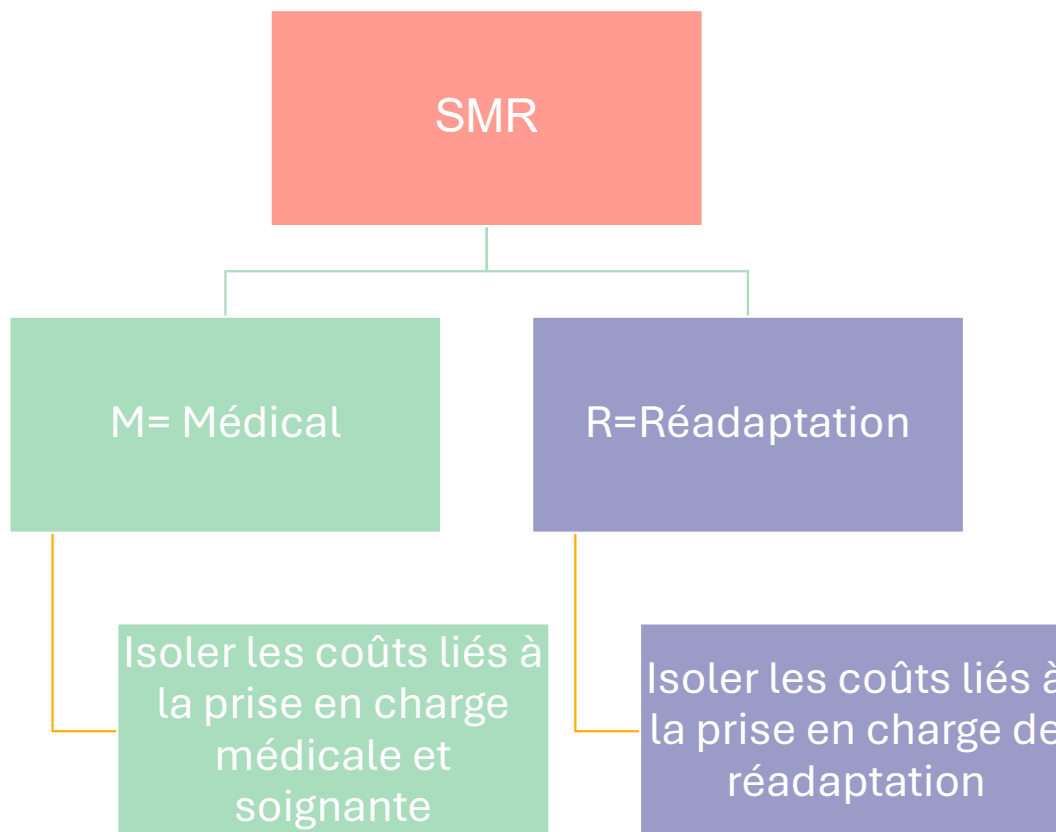 SMR
M= Médical
R=Réadaptation
Isoler les coûts liés à
la prise en charge
médicale et
soignante
Isoler les coûts liés à
la prise en charge de
réadaptation